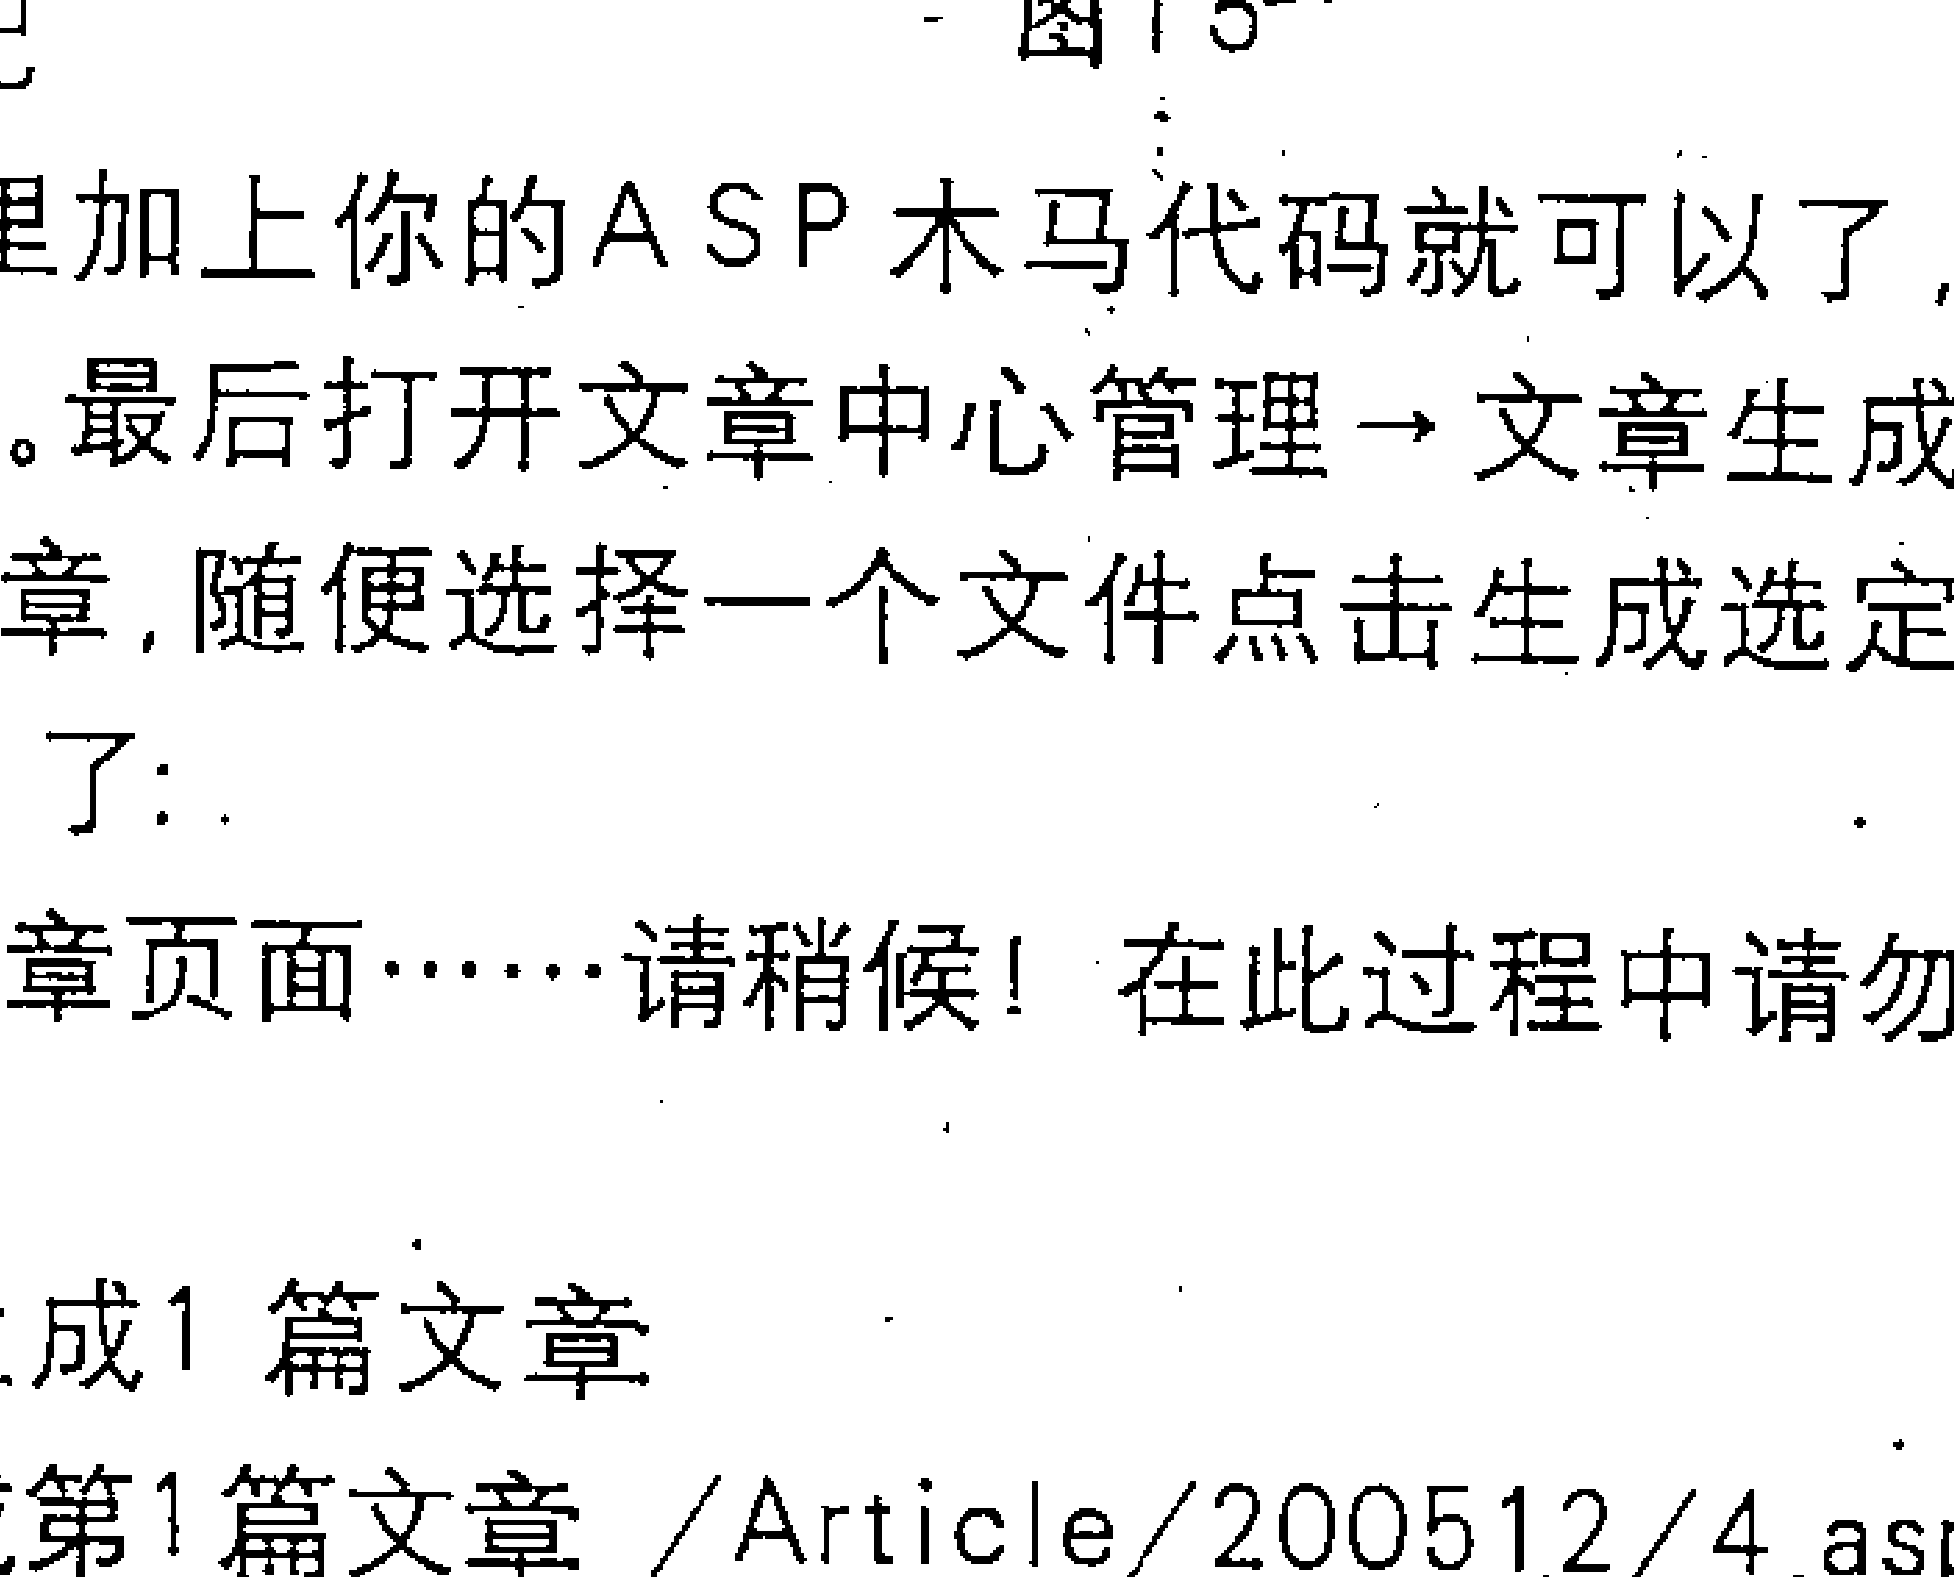 图15
里加上你的ASP木马代码就可以了，
。最后打开文章中心管理→文章生成
章，随便选择一个文件点击生成选定
了：
章页面……请稍候！ 在此过程中请勿
成1 篇文章
第1篇文章 /Article/200512/4.asp